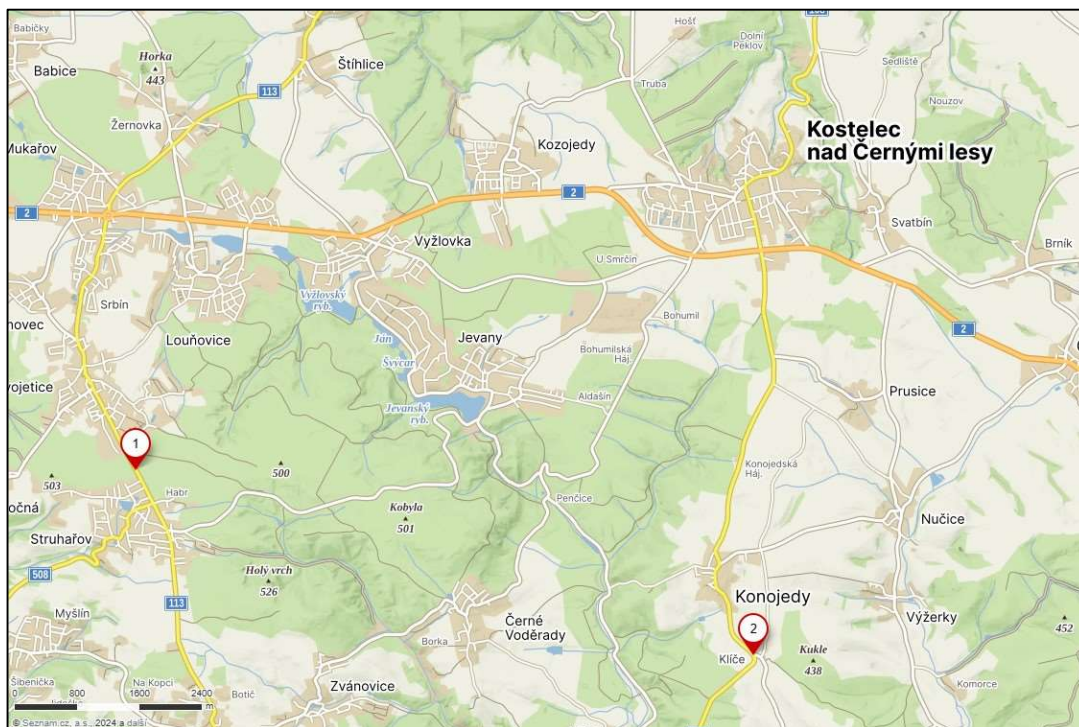 Babičky
Babice
Horka
443
Štíhlice
113
Žernovka
Mukařov
2
Hošť
Truba
Dolní
Peklov
Sedliště
Nouzov
Kozojedy
Kostelec
nad Černými lesy
2
Svatbín
Brník
Vyžlovka
U Smrčin
Srbín
Vyžlovský
ryb.
Louňovice
Ján
Švýcar
Jevany
Bohumil
Bohumilská
Háj.
2
Jevanský
ryb.
Aldašín
Prusice
1
503
500
Habr
Struhařov
Kobyla
501
Penčice
Konojedská
Háj.
Nučice
508
Holý vrch
526
113
Myšlín
Černé
Voděrady
Borka
Konojedy
Výžerky
2
Klíče
Kukle
438
452
Šibenička
Na Kopci
Botič
Zvánovice
Komorce
0 800 1600 2400
m
© Seznam.cz, a.s., 2024 a další